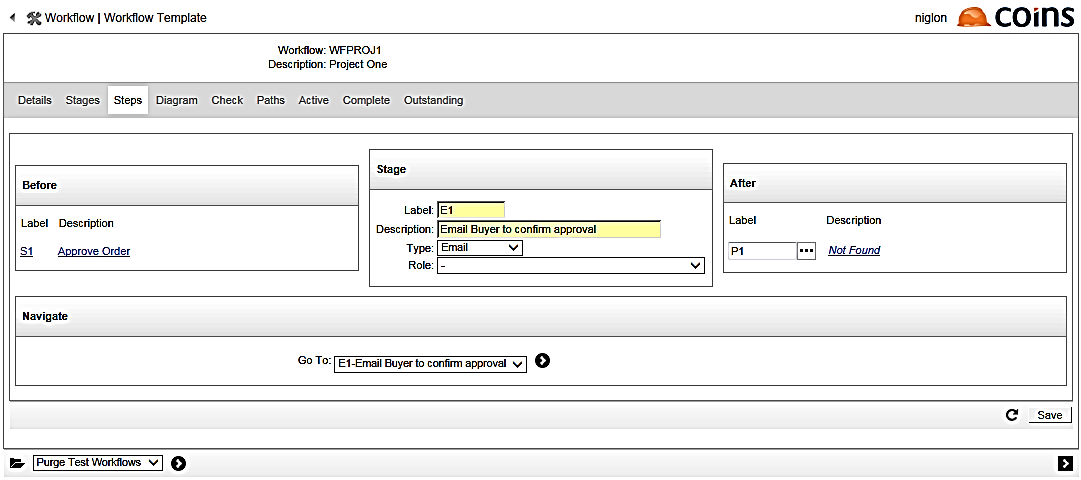 Workflow | Workflow Template
niglon
coins
Workflow: WFPROJ1
Description: Project One
Details Stages Steps Diagram Check Paths Active Complete Outstanding
Before
Label Description
S1 Approve Order
Stage
Label: E1
Description: Email Buyer to confirm approval
Type: Email
Role: -
After
Label Description
P1 ... Not Found
Navigate
Go To: E1-Email Buyer to confirm approval
Save
Purge Test Workflows